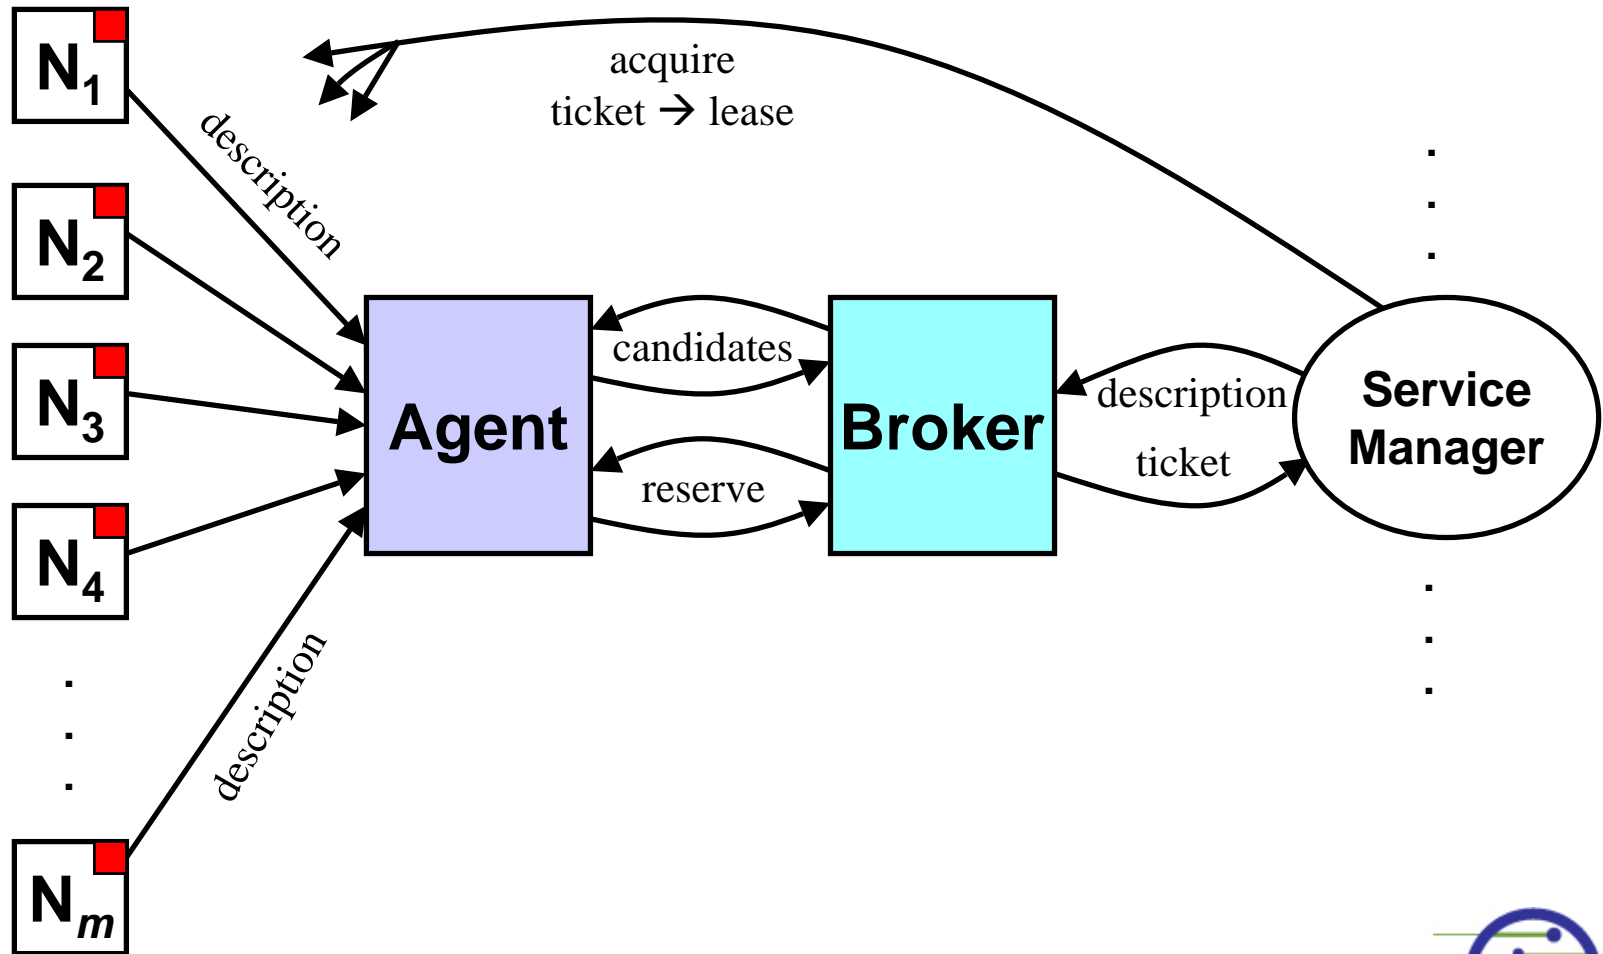 N1
acquire
ticket → lease
description
N2
N3
N4
description
Nm
Agent
candidates
reserve
Broker
description
ticket
Service
Manager